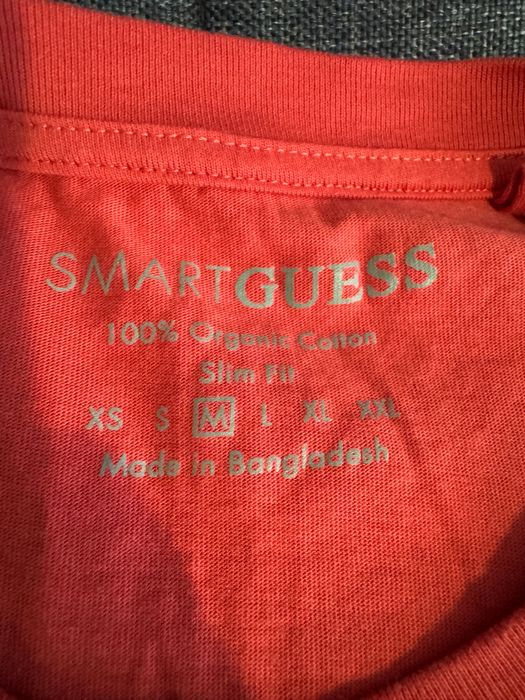 SMARTGUESS
100% Organic Cotton
Slim Fit
XS S M L XL XXL
Made in Bangladesh